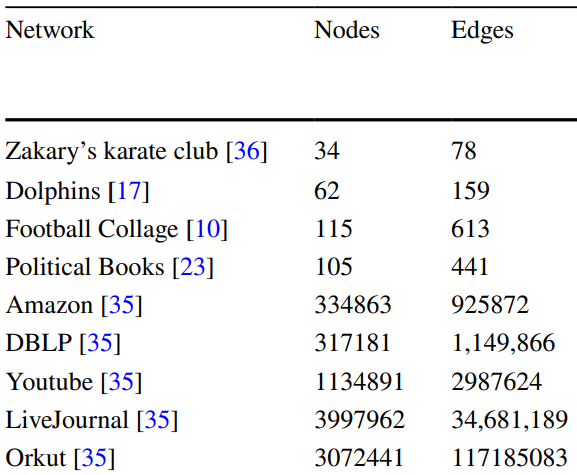 Network Nodes Edges
Zakary's karate club [36] 34 78
Dolphins [17] 62 159
Football Collage [10] 115 613
Political Books [23] 105 441
Amazon [35] 334863 925872
DBLP [35] 317181 1,149,866
Youtube [35] 1134891 2987624
LiveJournal [35] 3997962 34,681,189
Orkut [35] 3072441 117185083